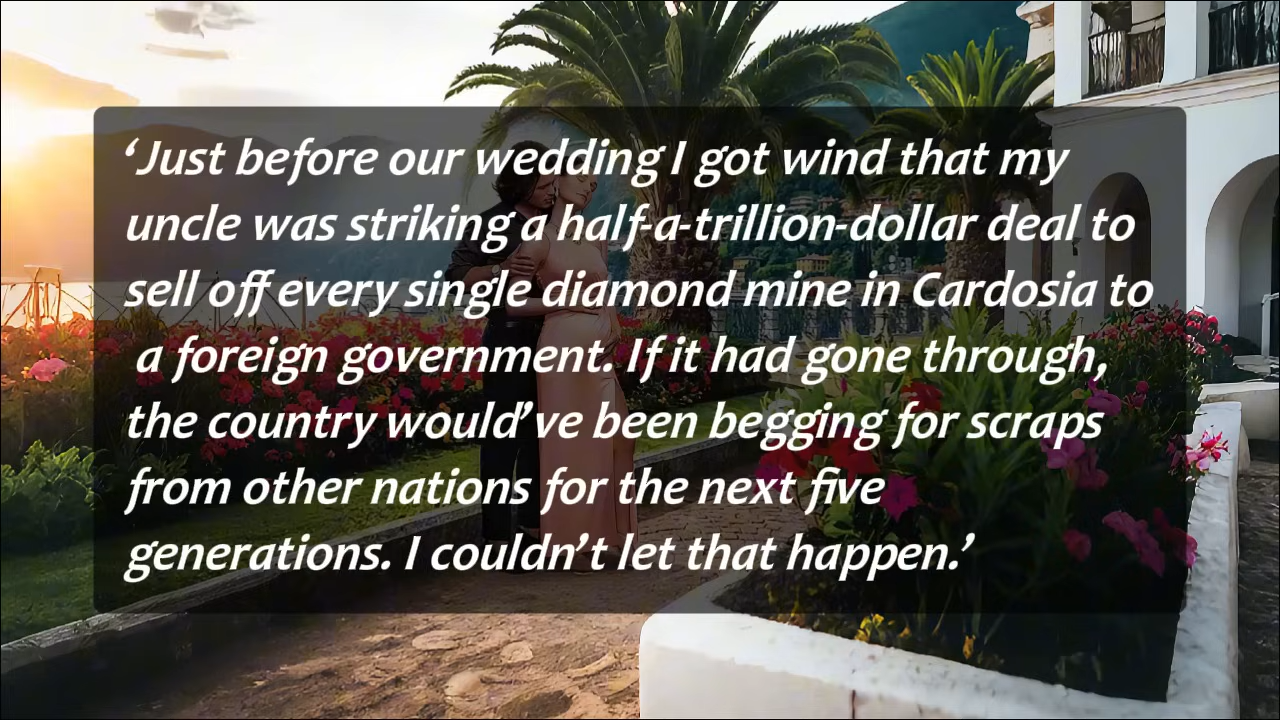 ‘Just before our wedding I got wind that my
uncle was striking a half-a-trillion-dollar deal to
sell off every single diamond mine in Cardosia to
a foreign government. If it had gone through,
the country would’ve been begging for scraps
from other nations for the next five
generations. I couldn’t let that happen.’